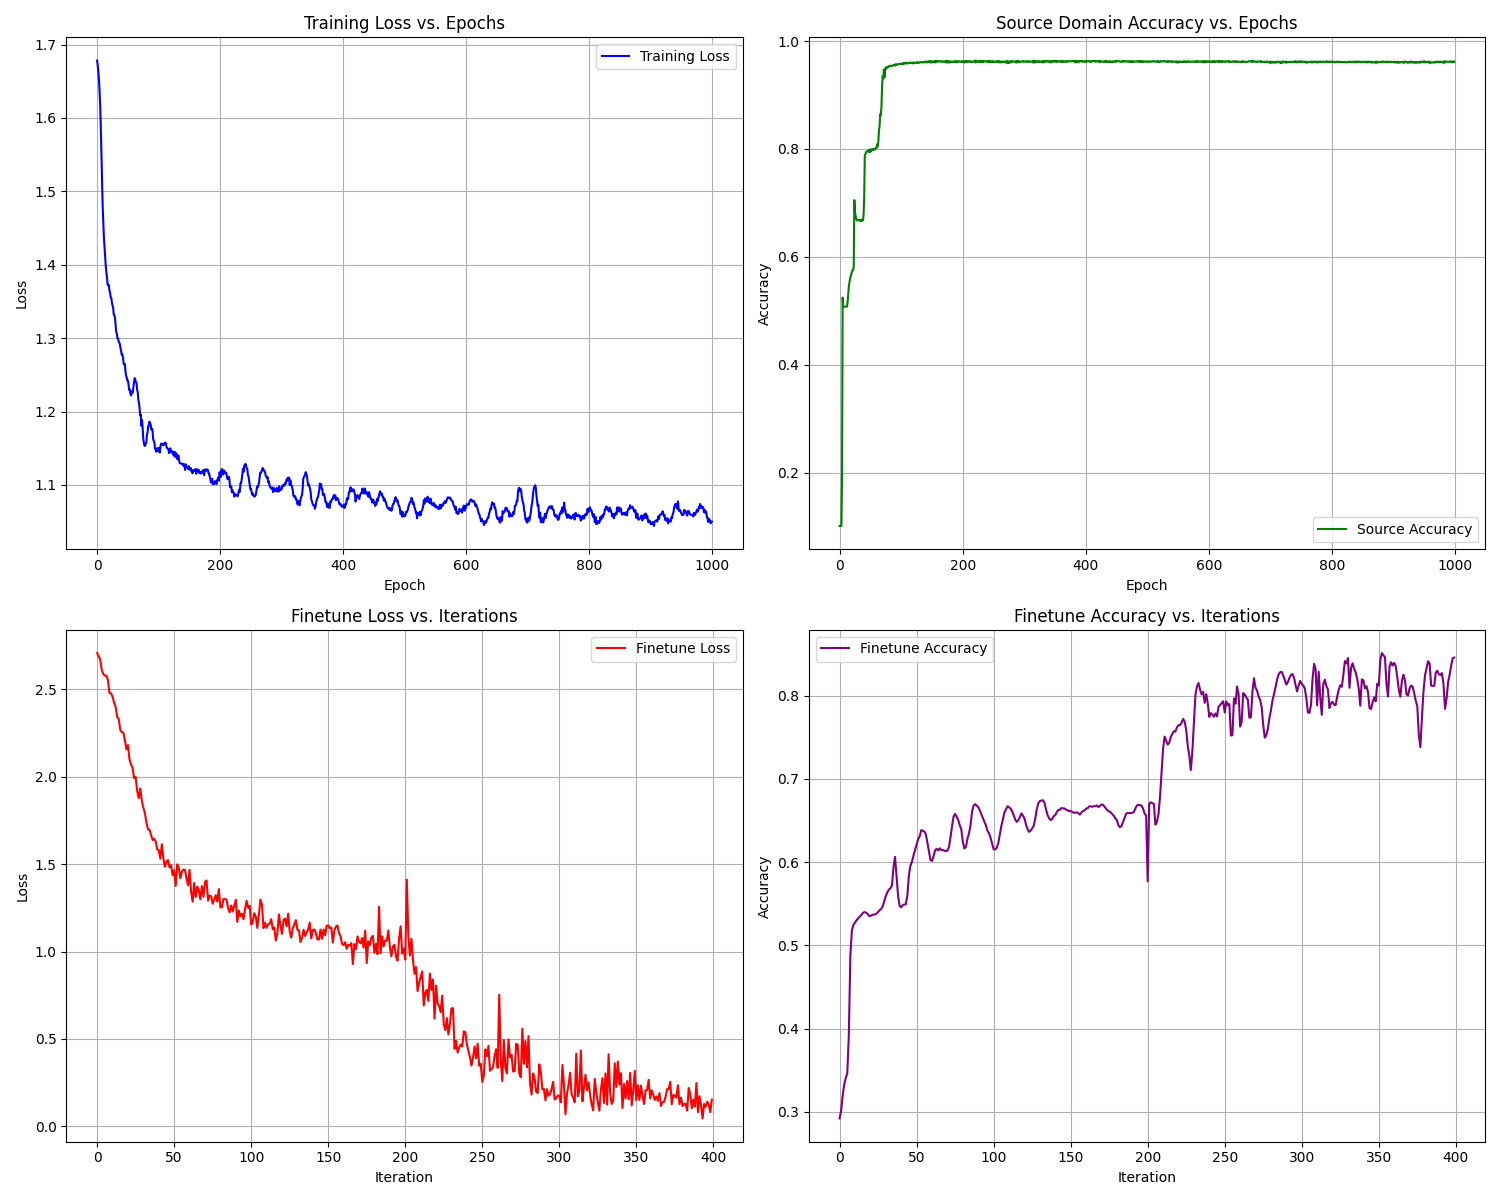 Training Loss vs. Epochs
Training Loss
1.7
1.6
1.5
1.4
1.3
1.2
1.1
Loss
0 200 400 600 800 1000
Epoch
Source Domain Accuracy vs. Epochs
1.0
0.8
0.6
0.4
0.2
Accuracy
Source Accuracy
0 200 400 600 800 1000
Epoch
Finetune Loss vs. Iterations
Finetune Loss
2.5
2.0
1.5
1.0
0.5
0.0
Loss
0 50 100 150 200 250 300 350 400
Iteration
Finetune Accuracy vs. Iterations
Finetune Accuracy
0.8
0.7
0.6
0.5
0.4
0.3
Accuracy
0 50 100 150 200 250 300 350 400
Iteration